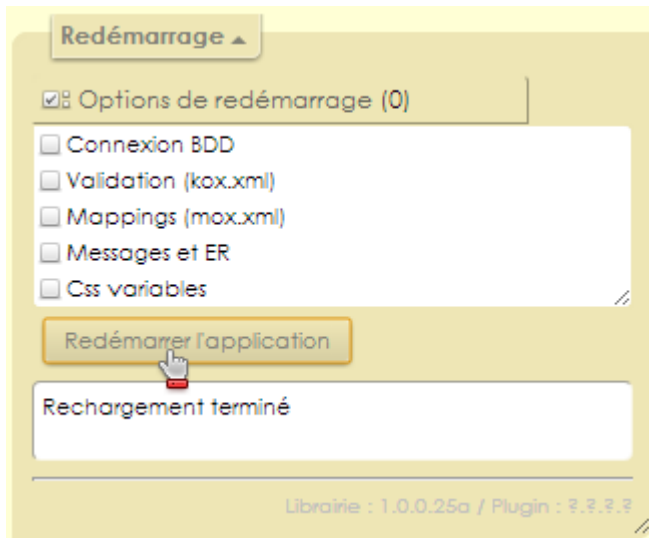 Redémarrage
Options de redémarrage (0)
Connexion BDD
Validation (kox.xml)
Mappings (mox.xml)
Messages et ER
Css variables
Redémarrer l'application
Rechargement terminé
Librairie : 1.0.0.25a / Plugin : ?.?.?.?